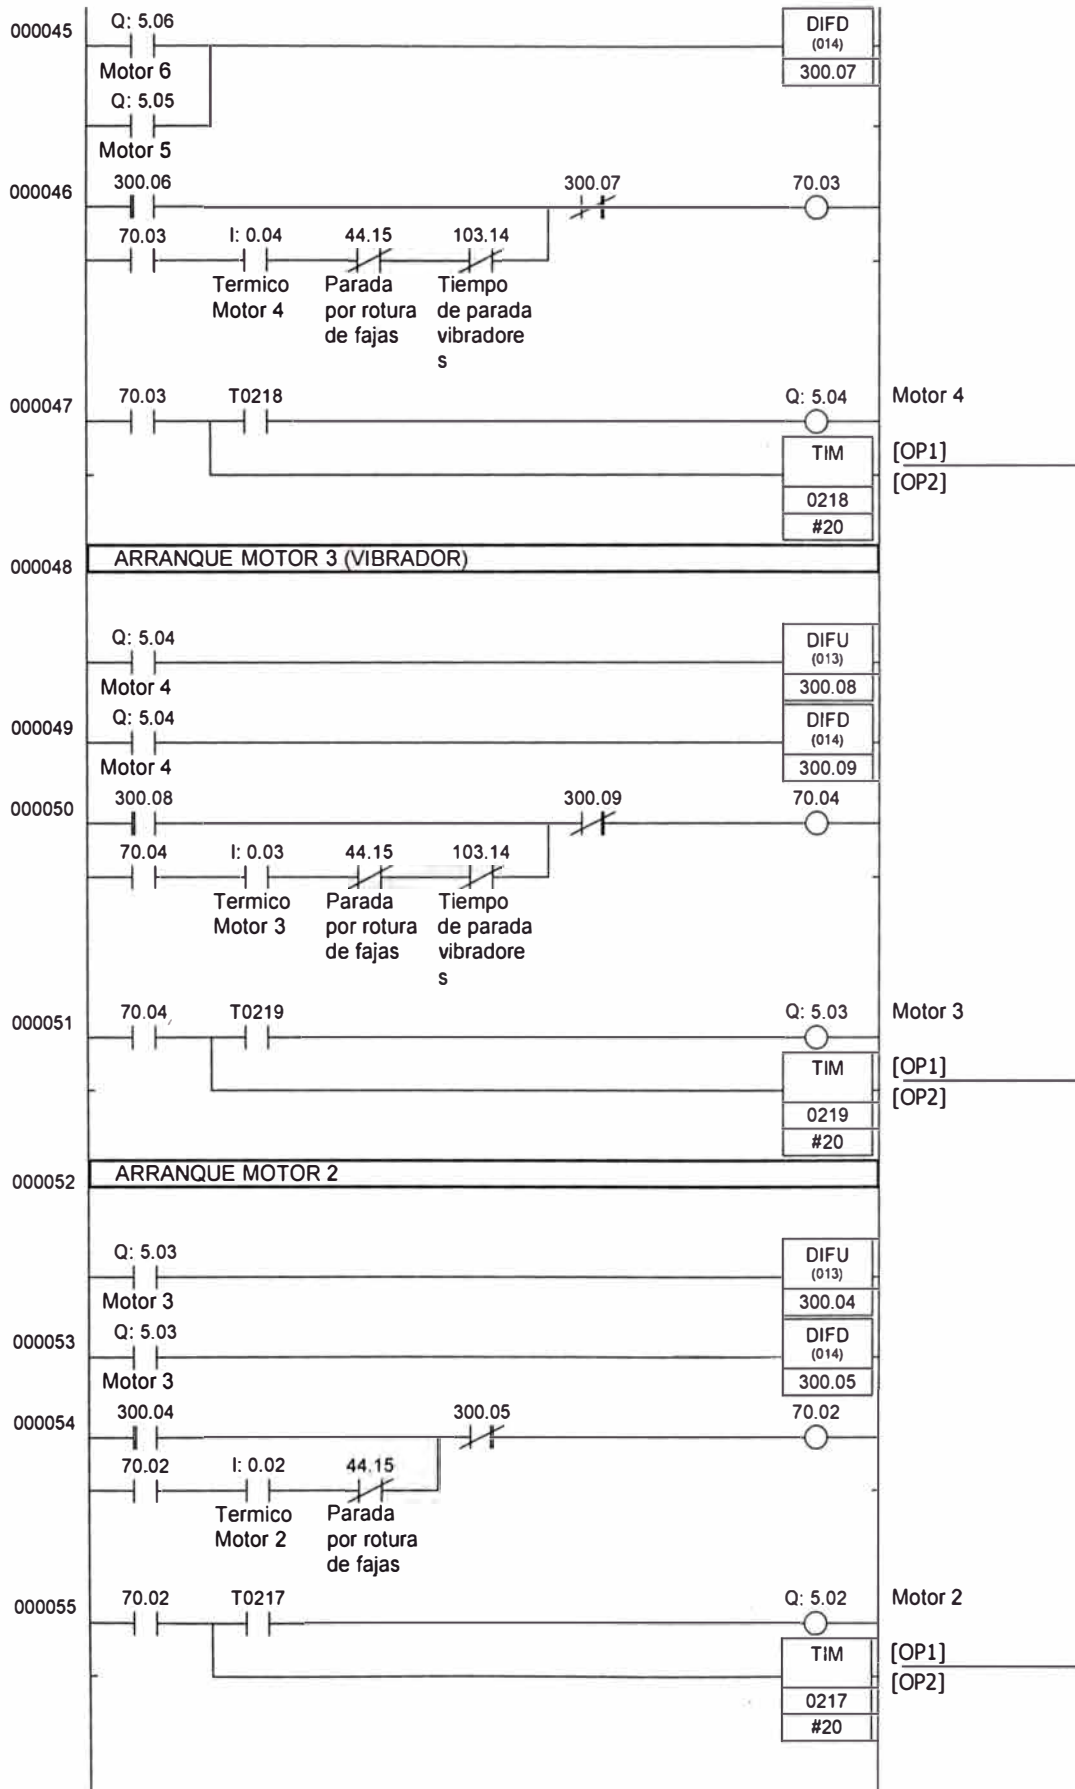 000045
Q: 5.06
Motor 6
Q: 5.05
Motor 5
DIFD
(014)
300.07
000046
300.06
300.07
70.03
70.03
I: 0.04
44.15
103.14
Termico
Motor 4
Parada
por rotura
de fajas
Tiempo
de parada
vibradore
s
000047
70.03
T0218
Q: 5.04
Motor 4
TIM
0218
#20
[OP1]
[OP2]
000048
ARRANQUE MOTOR 3 (VIBRADOR)
Q: 5.04
Motor 4
DIFU
(013)
300.08
000049
Q: 5.04
Motor 4
DIFD
(014)
300.09
000050
300.08
300.09
70.04
70.04
I: 0.03
44.15
103.14
Termico
Motor 3
Parada
por rotura
de fajas
Tiempo
de parada
vibradore
s
000051
70.04
T0219
Q: 5.03
Motor 3
TIM
0219
#20
[OP1]
[OP2]
000052
ARRANQUE MOTOR 2
Q: 5.03
Motor 3
DIFU
(013)
300.04
000053
Q: 5.03
Motor 3
DIFD
(014)
300.05
000054
300.04
300.05
70.02
70.02
I: 0.02
44.15
Termico
Motor 2
Parada
por rotura
de fajas
000055
70.02
T0217
Q: 5.02
Motor 2
TIM
0217
#20
[OP1]
[OP2]